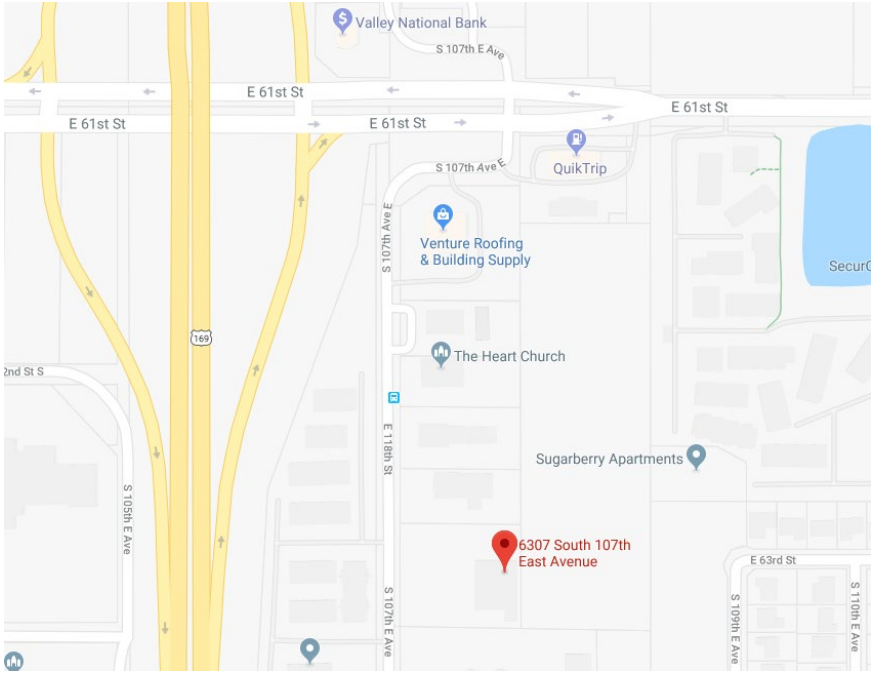 Valley National Bank
S 107th E Ave
E 61st St
E 61st St
E 61st St
E 61st St
QuikTrip
S 107th Ave E
S 107th Ave E
Venture Roofing
& Building Supply
SecurC
169
The Heart Church
2nd St S
E 118th St
Sugarberry Apartments
S 105th E Ave
6307 South 107th
East Avenue
E 63rd St
S 107th E Ave
S 109th E Ave
S 110th E Ave